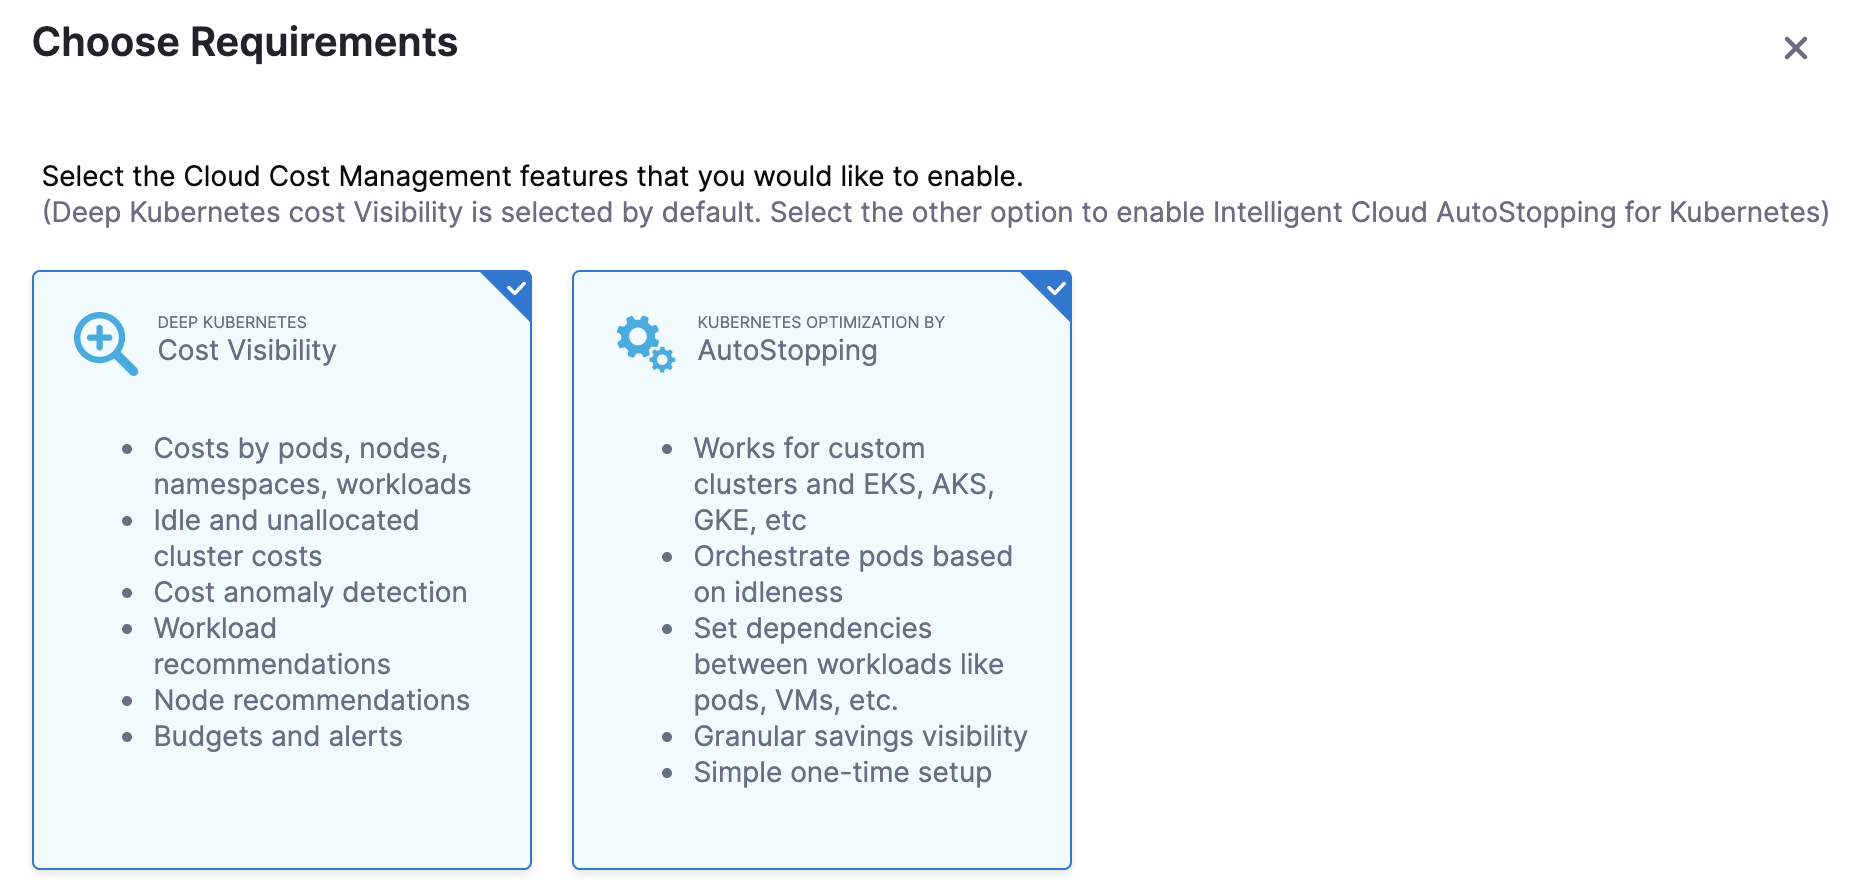 Choose Requirements
Select the Cloud Cost Management features that you would like to enable.
(Deep Kubernetes cost Visibility is selected by default. Select the other option to enable Intelligent Cloud AutoStopping for Kubernetes)
DEEP KUBERNETES
Cost Visibility
• Costs by pods, nodes,
namespaces, workloads
• Idle and unallocated
cluster costs
• Cost anomaly detection
• Workload
recommendations
• Node recommendations
• Budgets and alerts
KUBERNETES OPTIMIZATION BY
AutoStopping
• Works for custom
clusters and EKS, AKS,
GKE, etc
• Orchestrate pods based
on idleness
• Set dependencies
between workloads like
pods, VMs, etc.
• Granular savings visibility
• Simple one-time setup